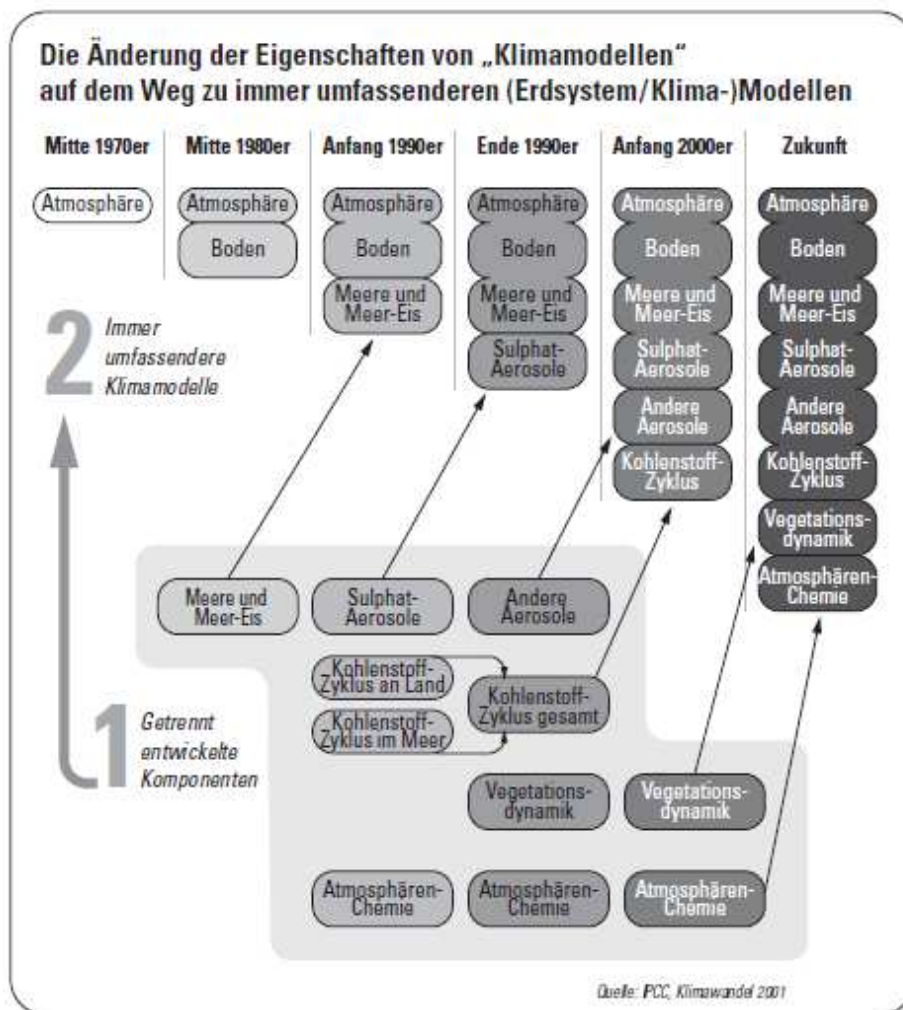 Die Änderung der Eigenschaften von „Klimamodellen“
auf dem Weg zu immer umfassenderen (Erdsystem/Klima-)Modellen
Mitte 1970er
Mitte 1980er
Anfang 1990er
Ende 1990er
Anfang 2000er
Zukunft
Atmosphäre
Atmosphäre
Atmosphäre
Atmosphäre
Atmosphäre
Atmosphäre
Boden
Boden
Boden
Boden
Boden
Meere und
Meer-Eis
Meere und
Meer-Eis
Meere und
Meer-Eis
Meere und
Meer-Eis
Sulphat-
Aerosole
Sulphat-
Aerosole
Sulphat-
Aerosole
Andere
Aerosole
Andere
Aerosole
Kohlenstoff-
Zyklus
Kohlenstoff-
Zyklus
Vegetations-
dynamik
Atmosphären-
Chemie
2
Immer
umfassendere
Klimamodelle
Meere und
Meer-Eis
Sulphat-
Aerosole
Andere
Aerosole
Kohlenstoff-
Zyklus an Land
Kohlenstoff-
Zyklus im Meer
Kohlenstoff-
Zyklus gesamt
1
Getrennt
entwickelte
Komponenten
Vegetations-
dynamik
Vegetations-
dynamik
Atmosphären-
Chemie
Atmosphären-
Chemie
Atmosphären-
Chemie
Quelle: IPCC, Klimawandel 2001